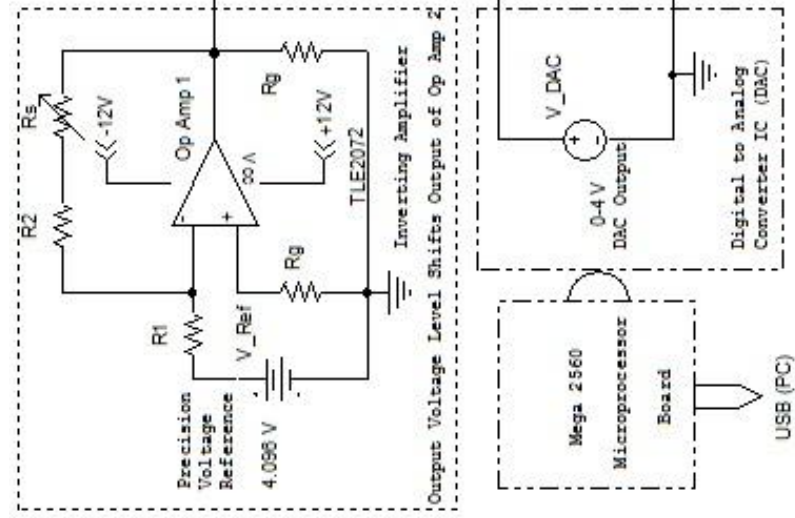 Rs
-12V
Op Amp 1
Rg
R2
+12V
8
V
TLE2072
-
+
R1
Rg
V_Ref
Precision
Voltage
Reference
4.096 V
Inverting Amplifier
Output Voltage Level Shifts Output of Op Amp 2
V_DAC
+
-
0-4 V
DAC Output
Digital to Analog
Converter IC (DAC)
Mega 2560
Microprocessor
Board
USB (PC)